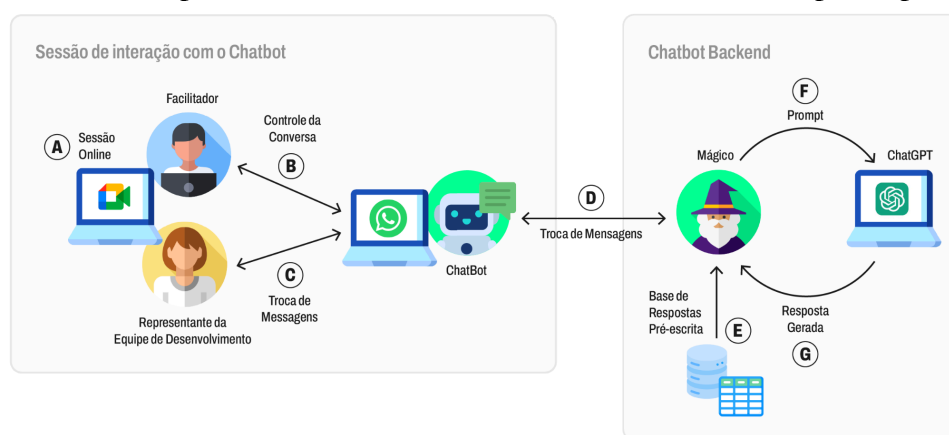 Sessão de interação com o Chatbot
Facilitador
A
Sessão
Online
Controle da
Conversa
B
C
Troca de
Messagens
Representante da
Equipe de Desenvolvimento
ChatBot
D
Troca de Mensagens
Chatbot Backend
F
Prompt
Mágico
ChatGPT
Base de
Respostas
Pré-escrita
E
Resposta
Gerada
G